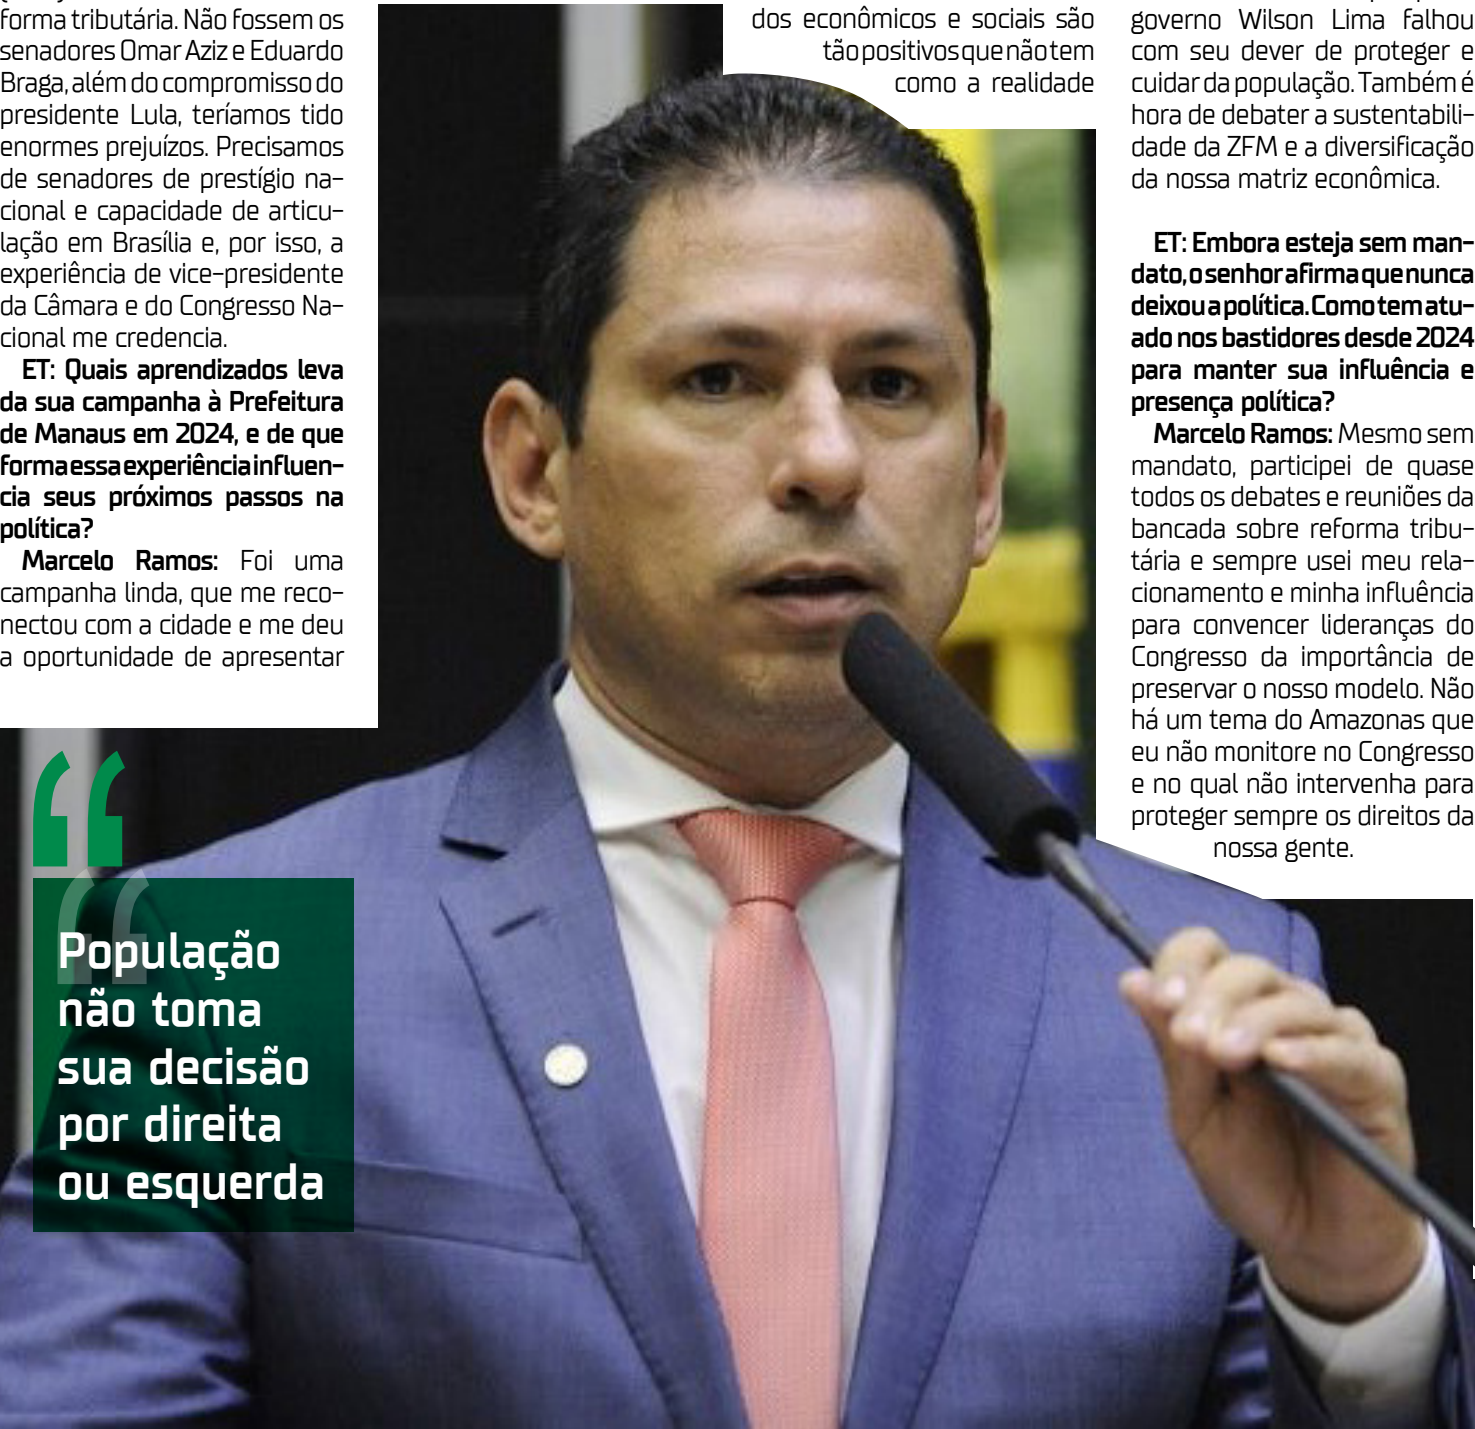 forma tributária. Não fossem os
senadores Omar Aziz e Eduardo
Braga, além do compromisso do
presidente Lula, teríamos tido
enormes prejuízos. Precisamos
de senadores de prestígio na-
cional e capacidade de articu-
lação em Brasília e, por isso, a
experiência de vice-presidente
da Câmara e do Congresso Na-
cional me credencia.
ET: Quais aprendizados leva
da sua campanha à Prefeitura
de Manaus em 2024, e de que
forma essa experiência influen-
cia seus próximos passos na
política?
Marcelo Ramos: Foi uma
campanha linda, que me reco-
nectou com a cidade e me deu
a oportunidade de apresentar
População
não toma
sua decisão
por direita
ou esquerda
dos econômicos e sociais são
tão positivos que não tem
como a realidade
governo Wilson Lima falhou
com seu dever de proteger e
cuidar da população. Também é
hora de debater a sustentabili-
dade da ZFM e a diversificação
da nossa matriz econômica.
ET: Embora esteja sem man-
dato, o senhor afirma que nunca
deixou a política. Como tem atu-
ado nos bastidores desde 2024
para manter sua influência e
presença política?
Marcelo Ramos: Mesmo sem
mandato, participei de quase
todos os debates e reuniões da
bancada sobre reforma tribu-
tária e sempre usei meu rela-
cionamento e minha influência
para convencer lideranças do
Congresso da importância de
preservar o nosso modelo. Não
há um tema do Amazonas que
eu não monitore no Congresso
e no qual não intervenha para
proteger sempre os direitos da
nossa gente.